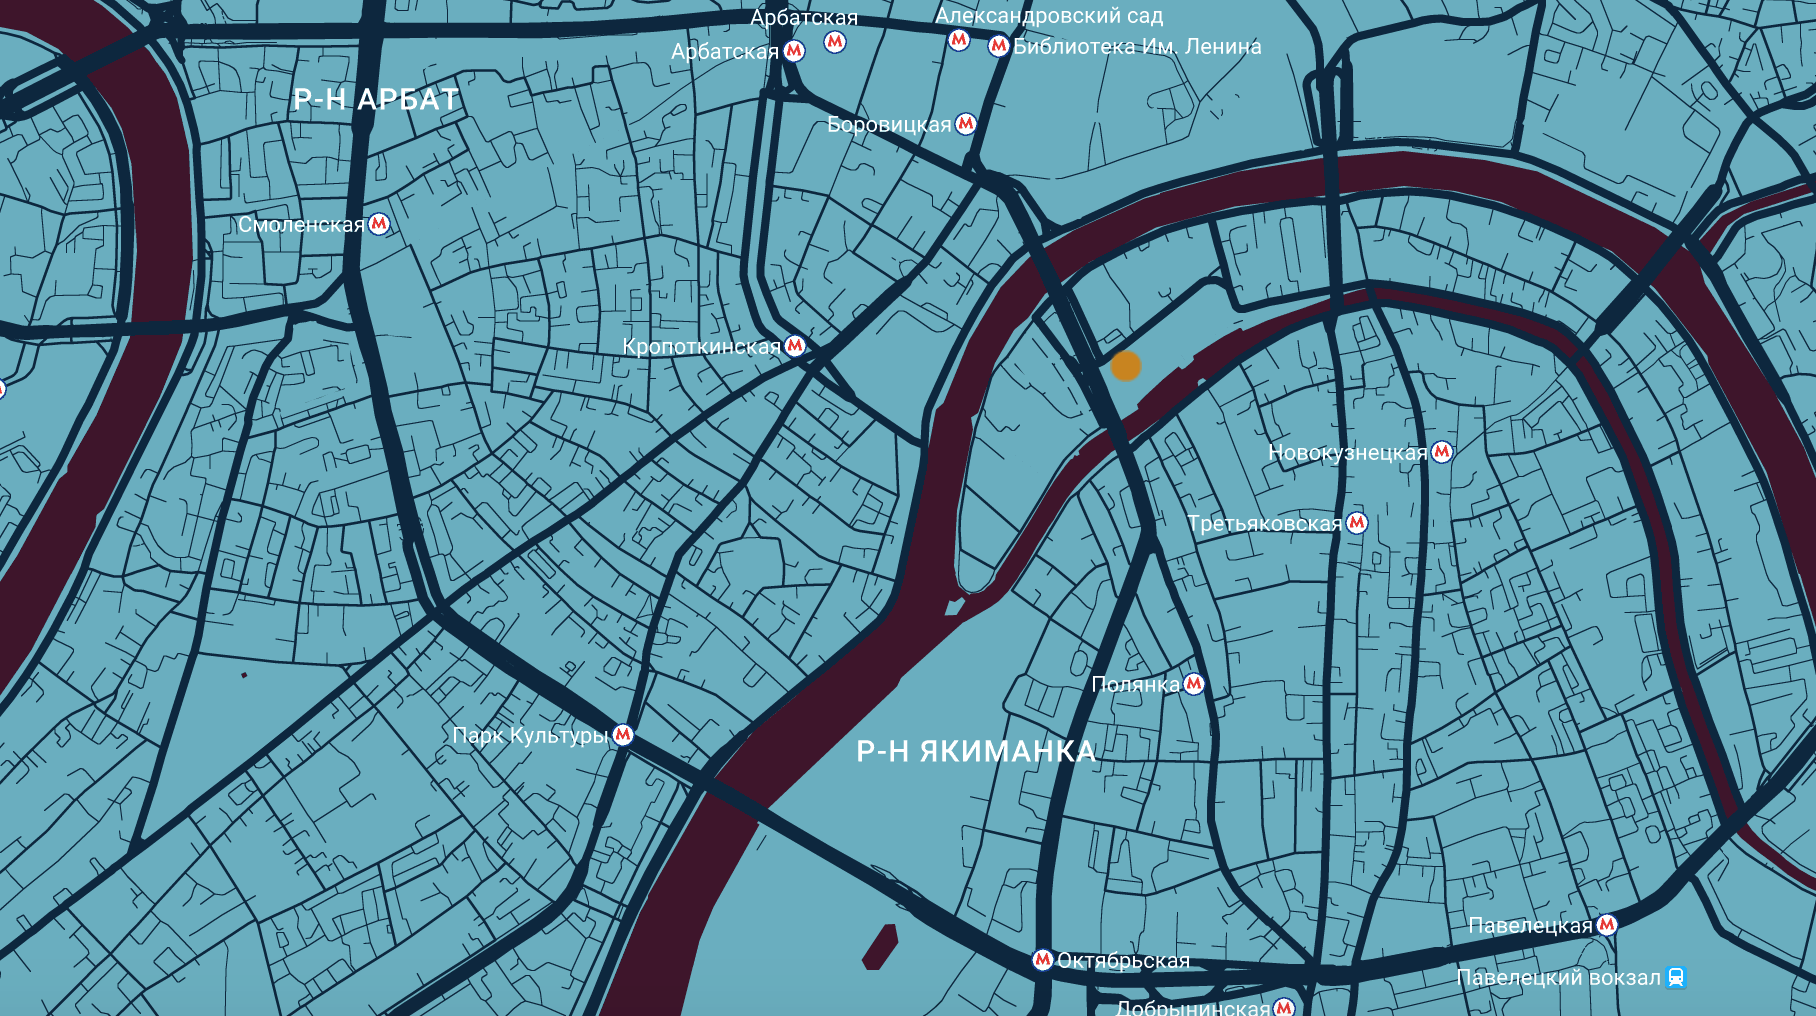 Арбатская
Александровский сад
Арбатская
Библиотека Им. Ленина
Р-Н АРБАТ
Боровицкая
Смоленская
Кропоткинская
Новокузнецкая
Третьяковская
Полянка
Парк Культуры
Р-Н ЯКИМАНКА
Павелецкая
Октябрьская
Павелецкий вокзал
Добрынинская